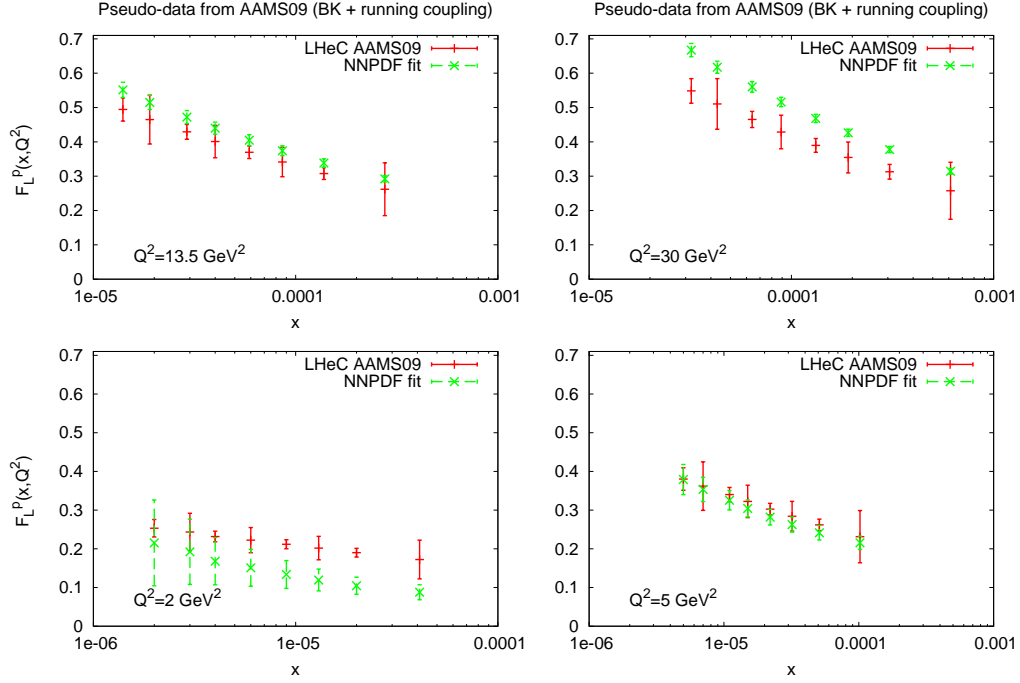 Pseudo-data from AAMS09 (BK + running coupling)
0.7
0.6
0.5
0.4
0.3
0.2
0.1
0
F_L^p(x,Q^2)
LHeC AAMS09
NNPDF fit
Q^2=13.5 GeV^2
1e-05
0.0001
0.001
x
Pseudo-data from AAMS09 (BK + running coupling)
0.7
0.6
0.5
0.4
0.3
0.2
0.1
0
LHeC AAMS09
NNPDF fit
Q^2=30 GeV^2
1e-05
0.0001
0.001
x
0.7
0.6
0.5
0.4
0.3
0.2
0.1
0
F_L^p(x,Q^2)
LHeC AAMS09
NNPDF fit
Q^2=2 GeV^2
1e-06
1e-05
0.0001
x
0.7
0.6
0.5
0.4
0.3
0.2
0.1
0
LHeC AAMS09
NNPDF fit
Q^2=5 GeV^2
1e-06
1e-05
0.0001
0.001
x